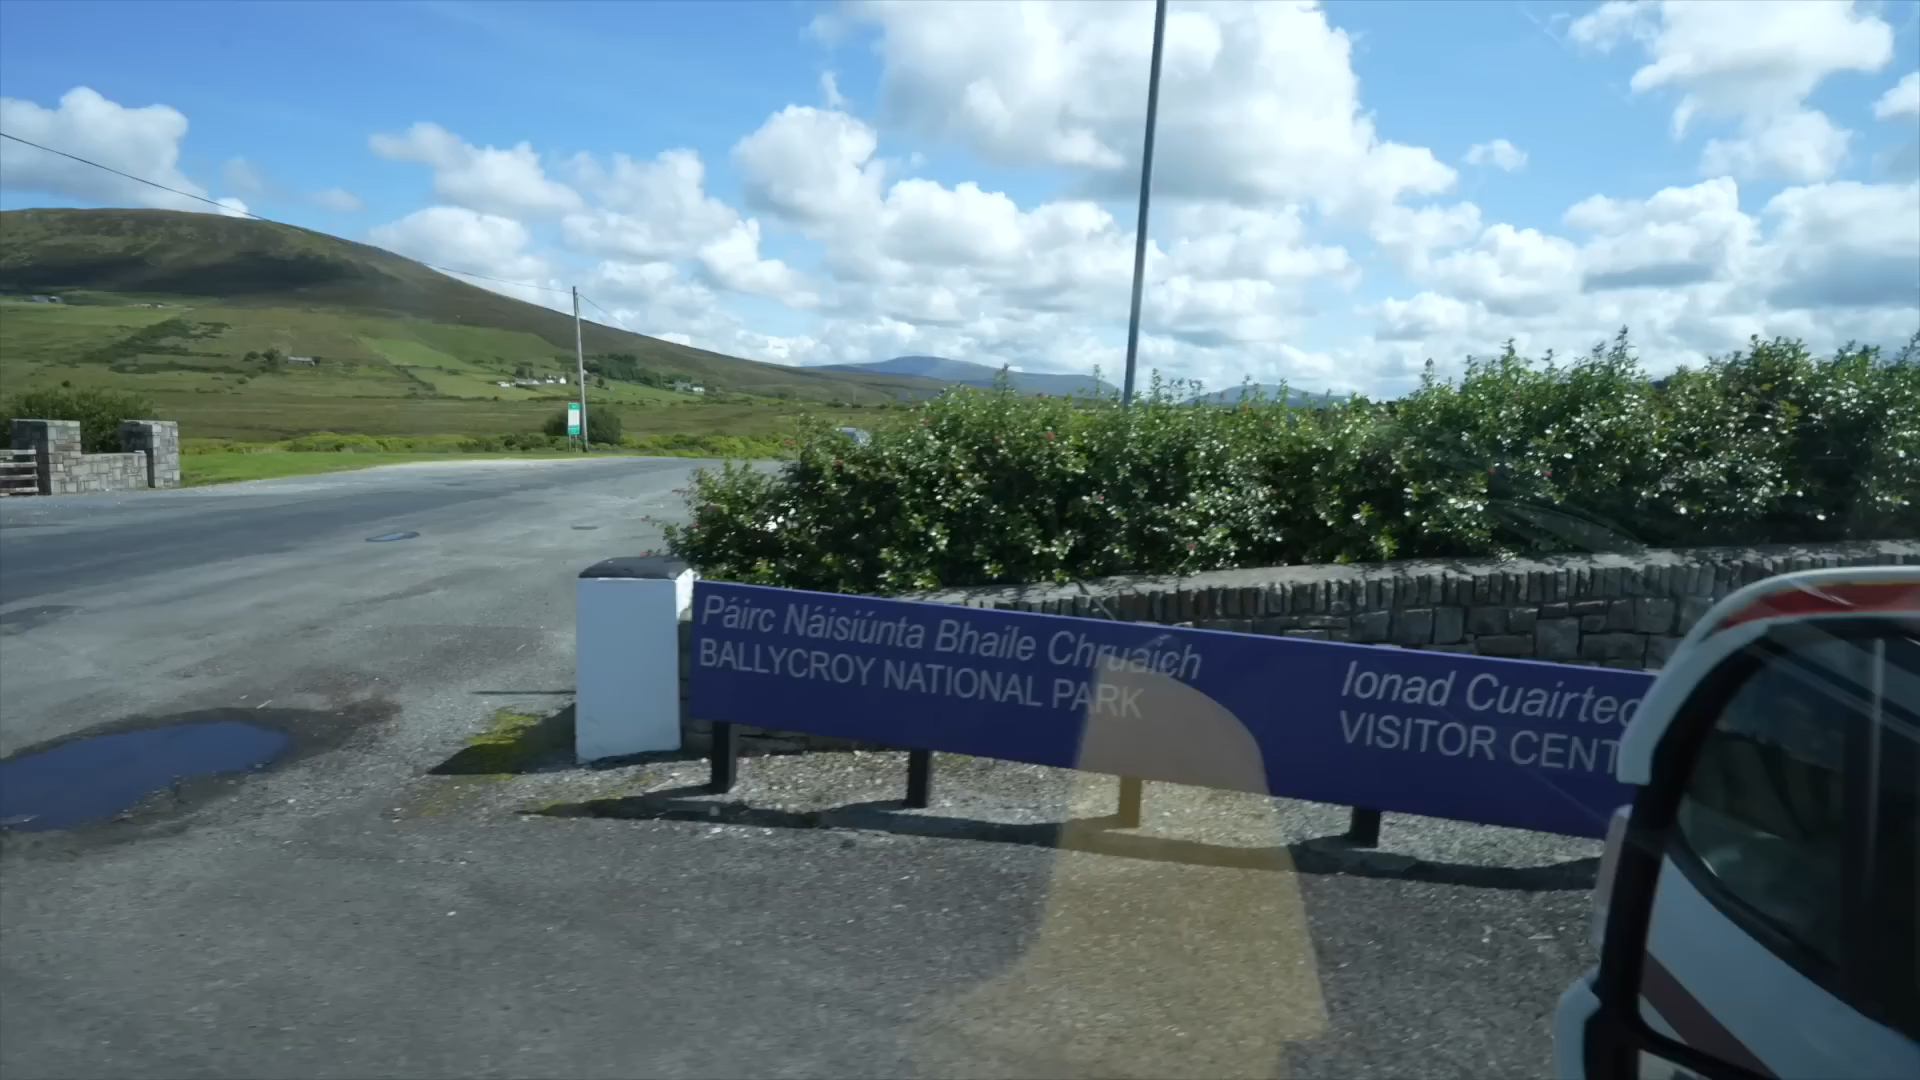 Páirc Náisiúnta Bhaile Chruaich
BALLYCROY NATIONAL PARK
Ionad Cuairteo
VISITOR CENT